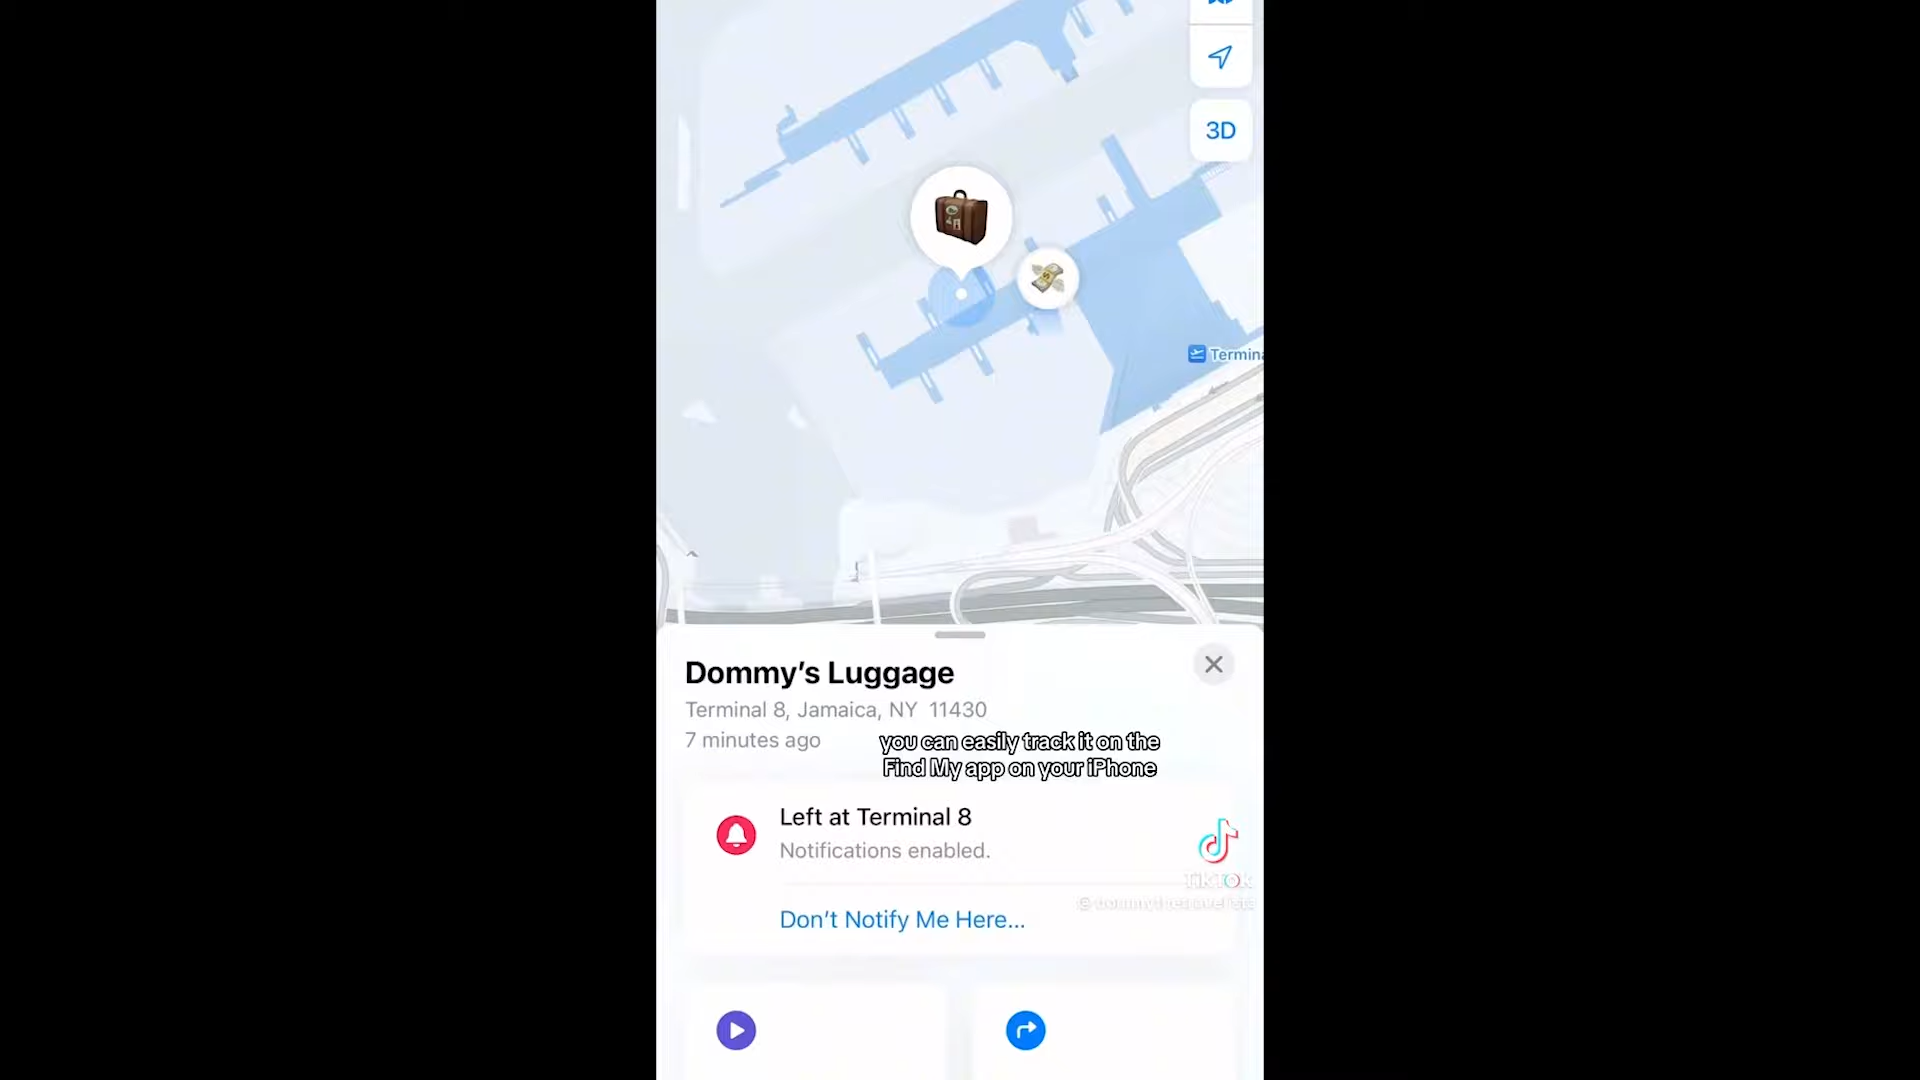 3D
Termina
Dommy’s Luggage
Terminal 8, Jamaica, NY 11430
7 minutes ago
you can easily track it on the
Find My app on your iPhone
Left at Terminal 8
Notifications enabled.
TikTok
Don’t Notify Me Here...